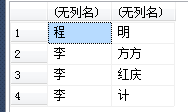 (无列名) (无列名)
1 程 明
2 李 方方
3 李 红庆
4 李 计